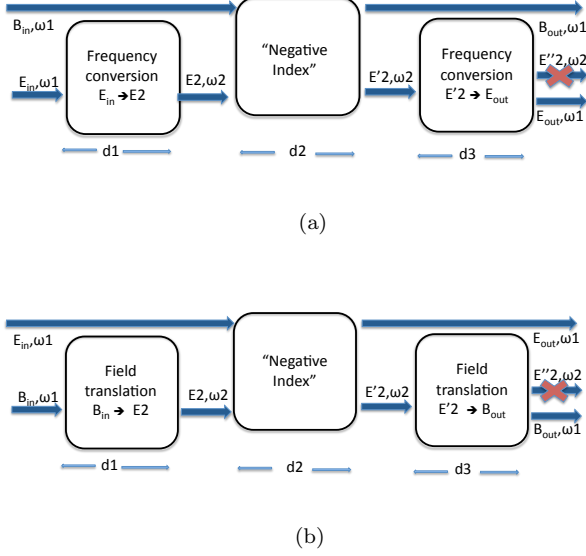 B_in,ω1
B_out,ω1
E_in,ω1
Frequency
conversion
E_in ➔ E2
E2,ω2
"Negative
Index"
E'2,ω2
Frequency
conversion
E'2 ➔ E_out
E''2,ω2
E_out,ω1
d1
d2
d3
(a)
E_in,ω1
E_out,ω1
B_in,ω1
Field
translation
B_in ➔ E2
E2,ω2
"Negative
Index"
E'2,ω2
Field
translation
E'2 ➔ B_out
E''2,ω2
B_out,ω1
d1
d2
d3
(b)